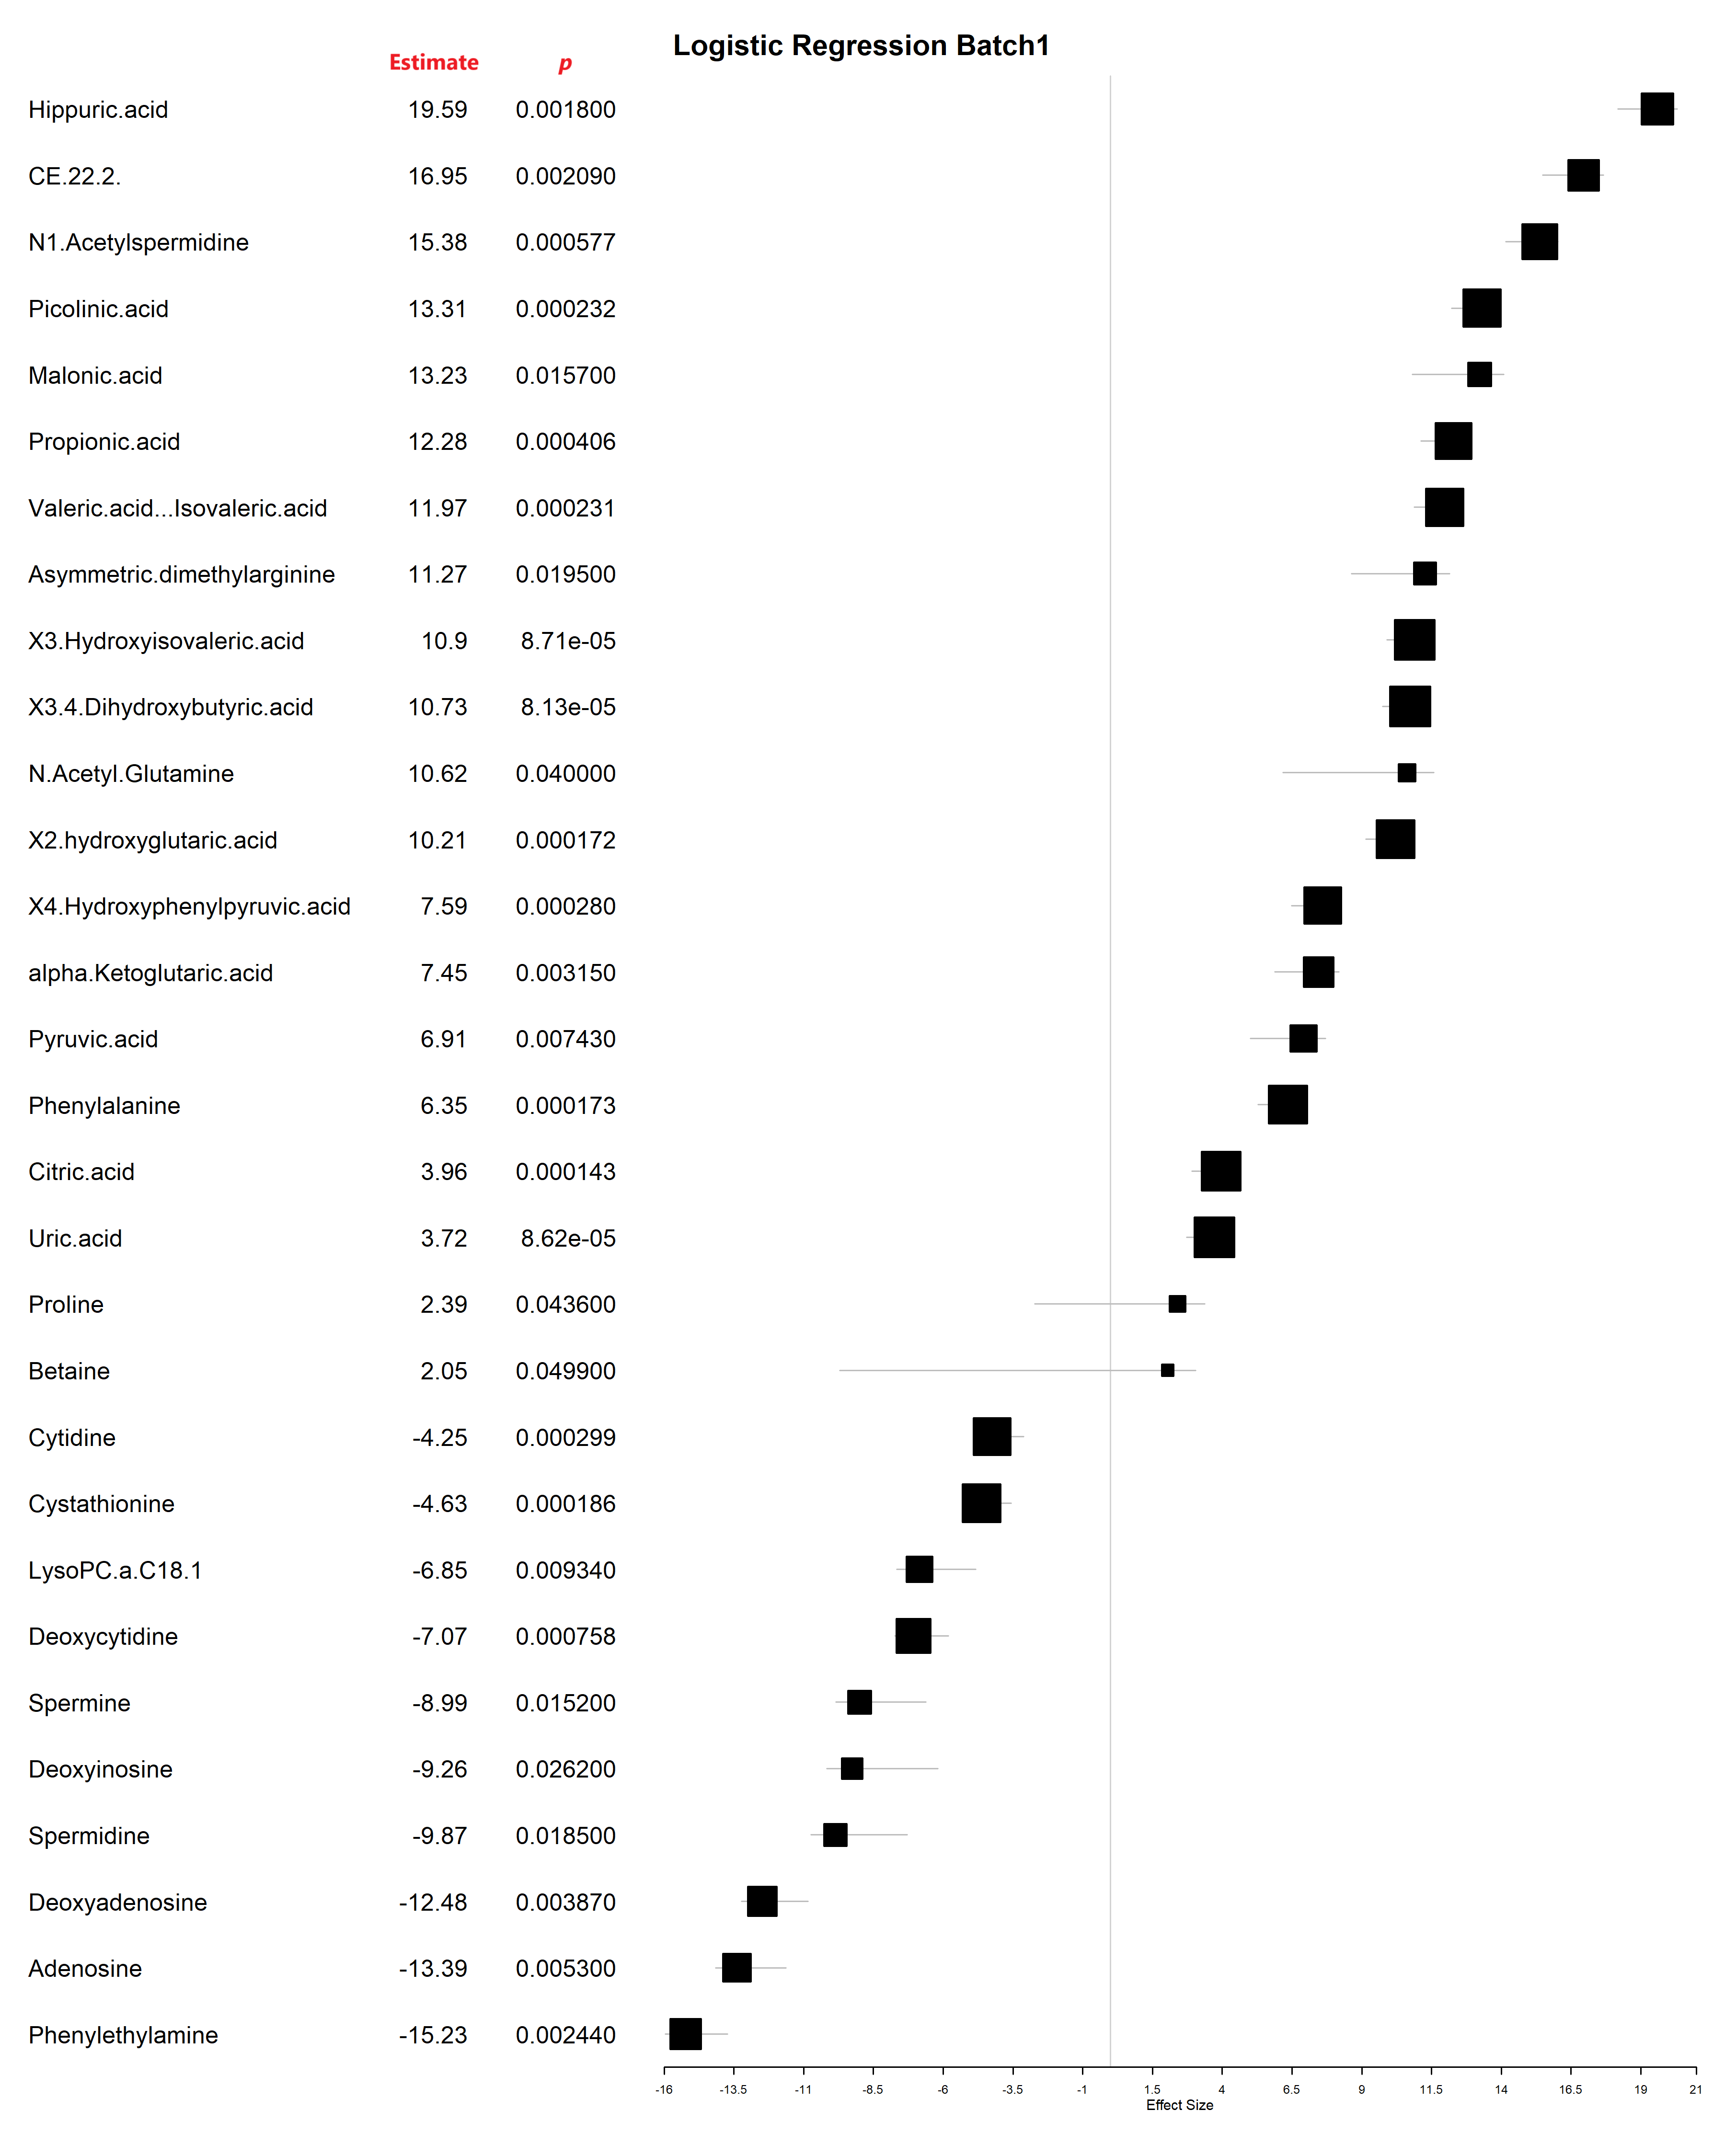 Logistic Regression Batch1
Estimate p
Hippuric.acid 19.59 0.001800
CE.22.2. 16.95 0.002090
N1.Acetylspermidine 15.38 0.000577
Picolinic.acid 13.31 0.000232
Malonic.acid 13.23 0.015700
Propionic.acid 12.28 0.000406
Valeric.acid...Isovaleric.acid 11.97 0.000231
Asymmetric.dimethylarginine 11.27 0.019500
X3.Hydroxyisovaleric.acid 10.9 8.71e-05
X3.4.Dihydroxybutyric.acid 10.73 8.13e-05
N.Acetyl.Glutamine 10.62 0.040000
X2.hydroxyglutaric.acid 10.21 0.000172
X4.Hydroxyphenylpyruvic.acid 7.59 0.000280
alpha.Ketoglutaric.acid 7.45 0.003150
Pyruvic.acid 6.91 0.007430
Phenylalanine 6.35 0.000173
Citric.acid 3.96 0.000143
Uric.acid 3.72 8.62e-05
Proline 2.39 0.043600
Betaine 2.05 0.049900
Cytidine -4.25 0.000299
Cystathionine -4.63 0.000186
LysoPC.a.C18.1 -6.85 0.009340
Deoxycytidine -7.07 0.000758
Spermine -8.99 0.015200
Deoxyinosine -9.26 0.026200
Spermidine -9.87 0.018500
Deoxyadenosine -12.48 0.003870
Adenosine -13.39 0.005300
Phenylethylamine -15.23 0.002440
-16 -13.5 -11 -8.5 -6 -3.5 -1 1.5 4 6.5 9 11.5 14 16.5 19 21
Effect Size